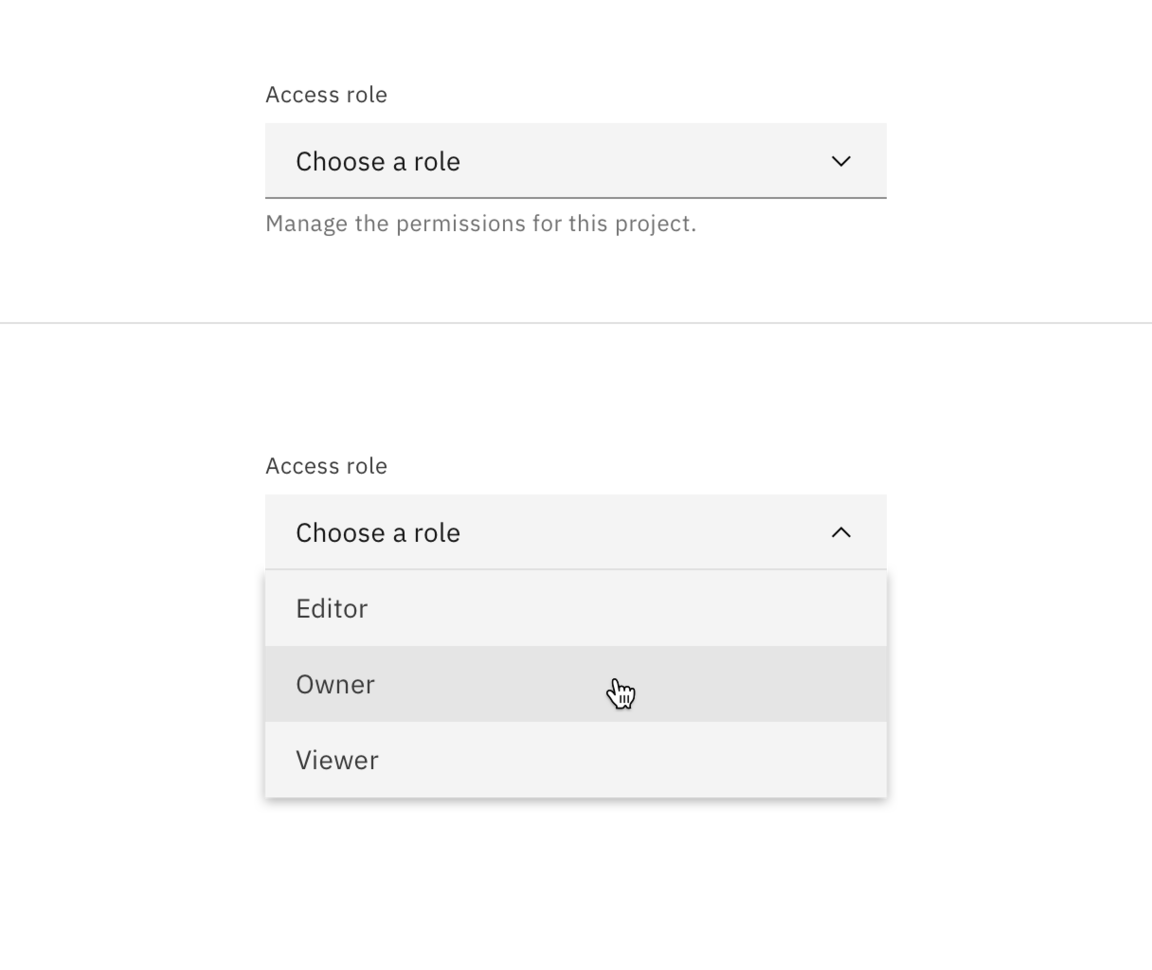 Access role
Choose a role
Manage the permissions for this project.
Access role
Choose a role
Editor
Owner
Viewer